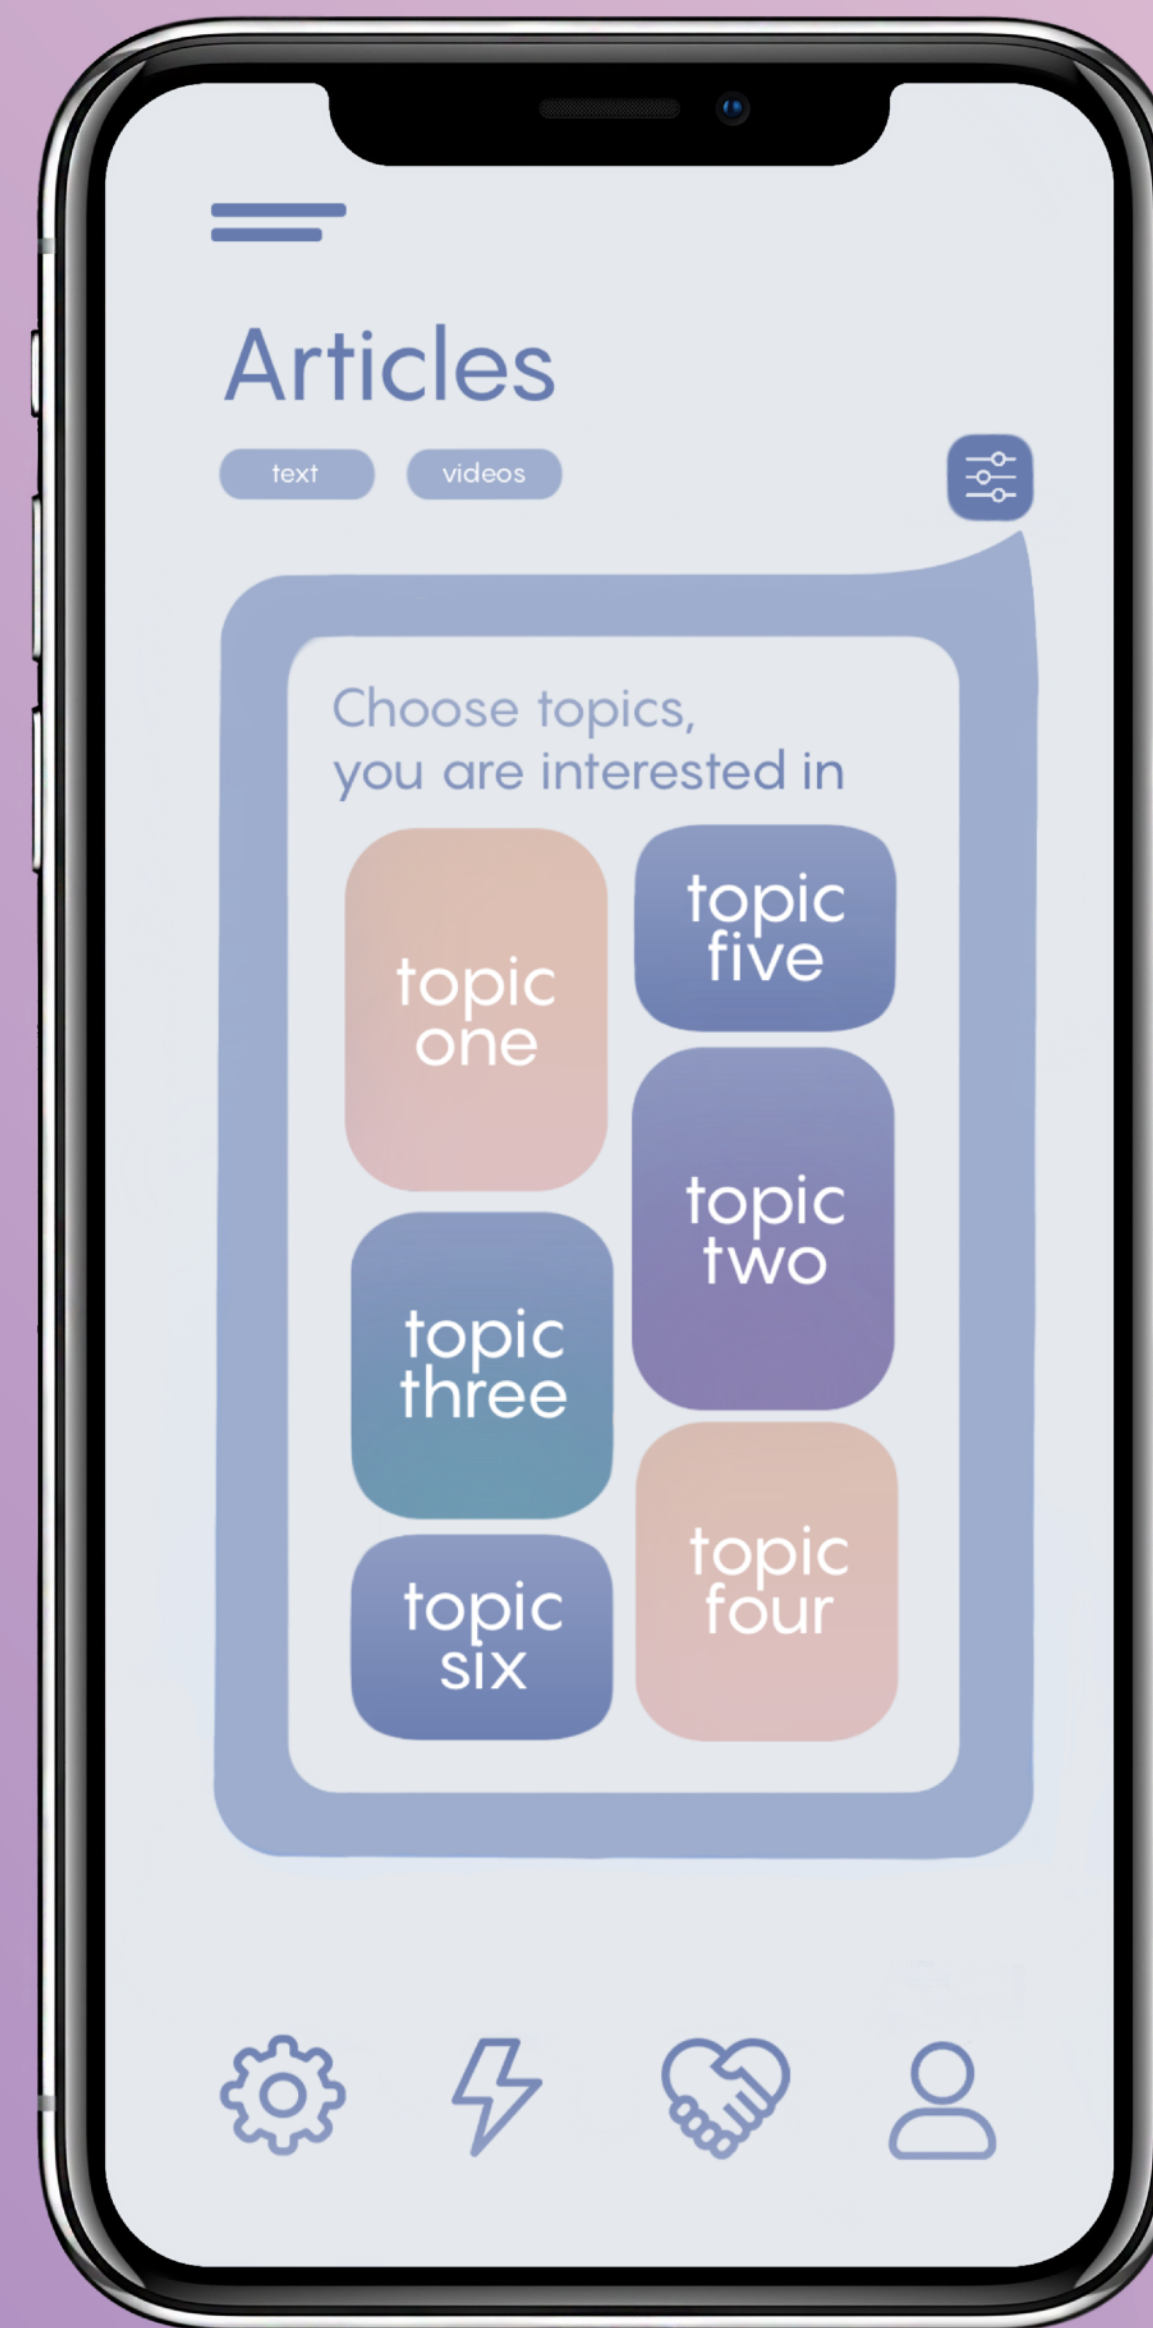 Articles
text
videos
Choose topics,
you are interested in
topic
one
topic
five
topic
two
topic
three
topic
four
topic
six